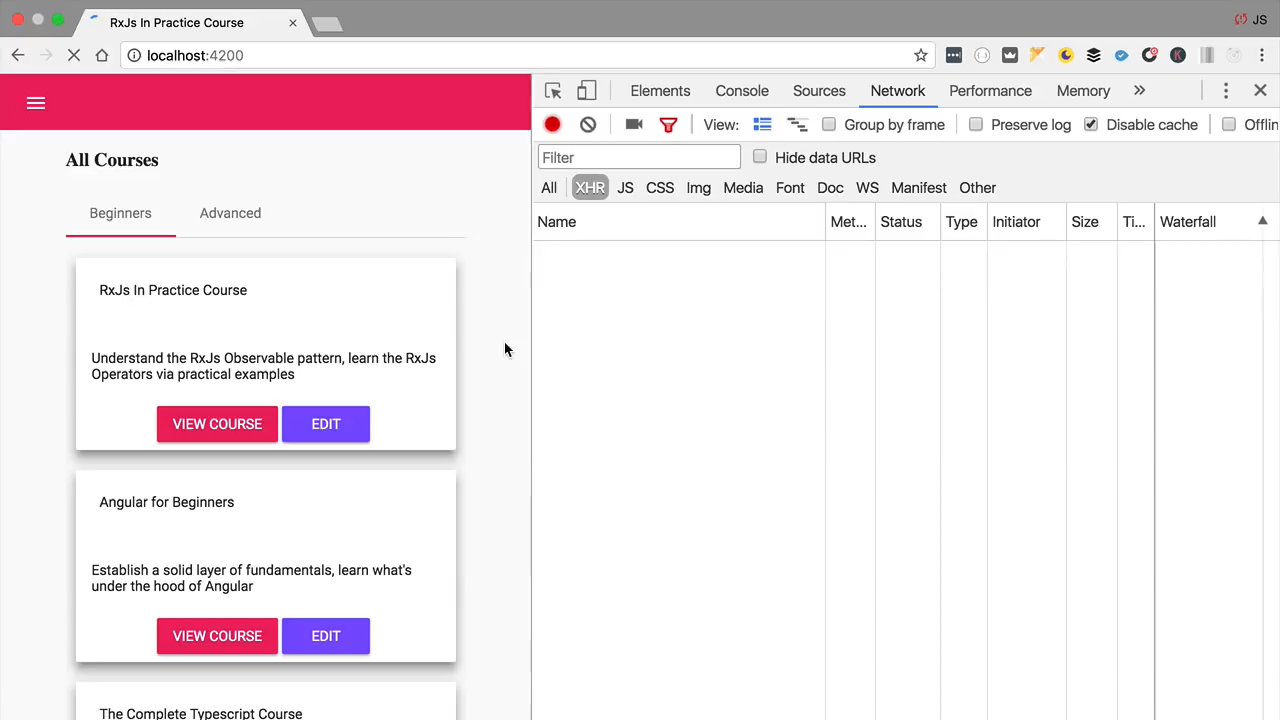 RxJs In Practice Course
JS
localhost:4200
Elements Console Sources Network Performance Memory
View: Group by frame Preserve log Disable cache Offlin
Filter Hide data URLs
All XHR JS CSS Img Media Font Doc WS Manifest Other
Name Met... Status Type Initiator Size Ti... Waterfall
All Courses
Beginners Advanced
RxJs In Practice Course
Understand the RxJs Observable pattern, learn the RxJs
Operators via practical examples
VIEW COURSE EDIT
Angular for Beginners
Establish a solid layer of fundamentals, learn what's
under the hood of Angular
VIEW COURSE EDIT
The Complete Typescript Course